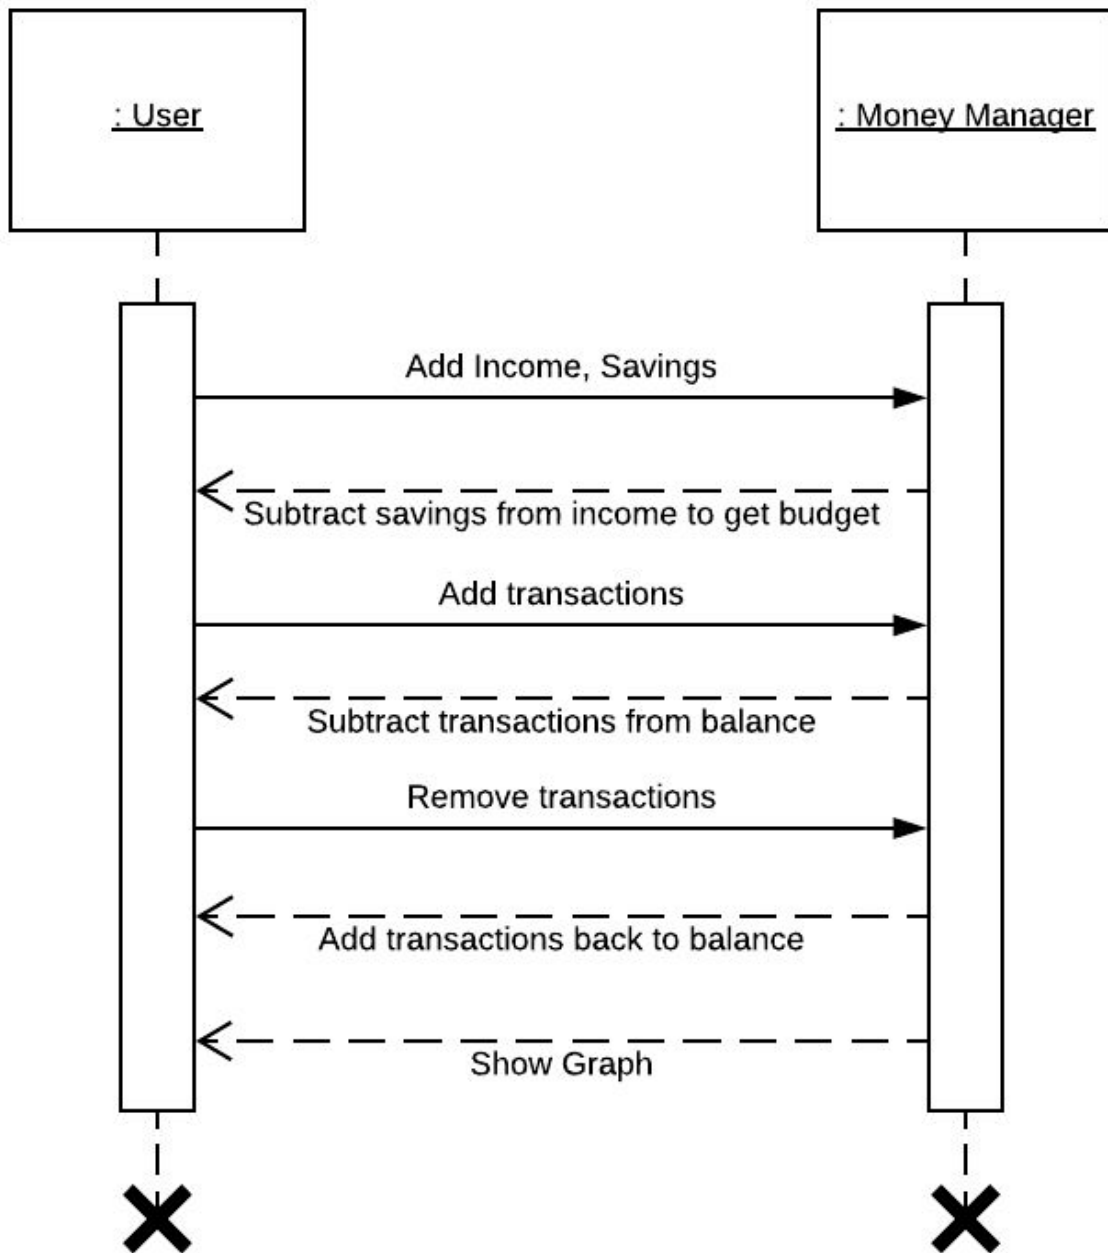 : User
: Money Manager
Add Income, Savings
Subtract savings from income to get budget
Add transactions
Subtract transactions from balance
Remove transactions
Add transactions back to balance
Show Graph